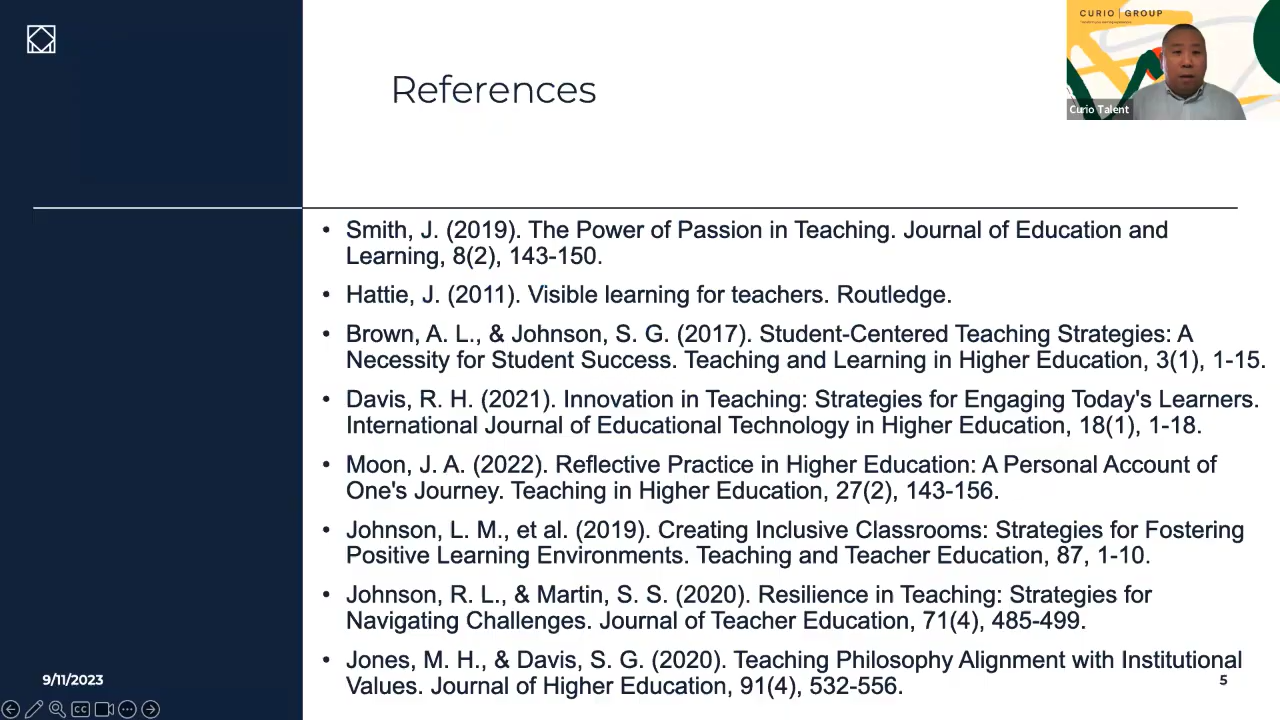 CURIO | GROUP
Curio Talent
References
• Smith, J. (2019). The Power of Passion in Teaching. Journal of Education and
Learning, 8(2), 143-150.
• Hattie, J. (2011). Visible learning for teachers. Routledge.
• Brown, A. L., & Johnson, S. G. (2017). Student-Centered Teaching Strategies: A
Necessity for Student Success. Teaching and Learning in Higher Education, 3(1), 1-15.
• Davis, R. H. (2021). Innovation in Teaching: Strategies for Engaging Today's Learners.
International Journal of Educational Technology in Higher Education, 18(1), 1-18.
• Moon, J. A. (2022). Reflective Practice in Higher Education: A Personal Account of
One's Journey. Teaching in Higher Education, 27(2), 143-156.
• Johnson, L. M., et al. (2019). Creating Inclusive Classrooms: Strategies for Fostering
Positive Learning Environments. Teaching and Teacher Education, 87, 1-10.
• Johnson, R. L., & Martin, S. S. (2020). Resilience in Teaching: Strategies for
Navigating Challenges. Journal of Teacher Education, 71(4), 485-499.
• Jones, M. H., & Davis, S. G. (2020). Teaching Philosophy Alignment with Institutional
Values. Journal of Higher Education, 91(4), 532-556.
9/11/2023
5
CC